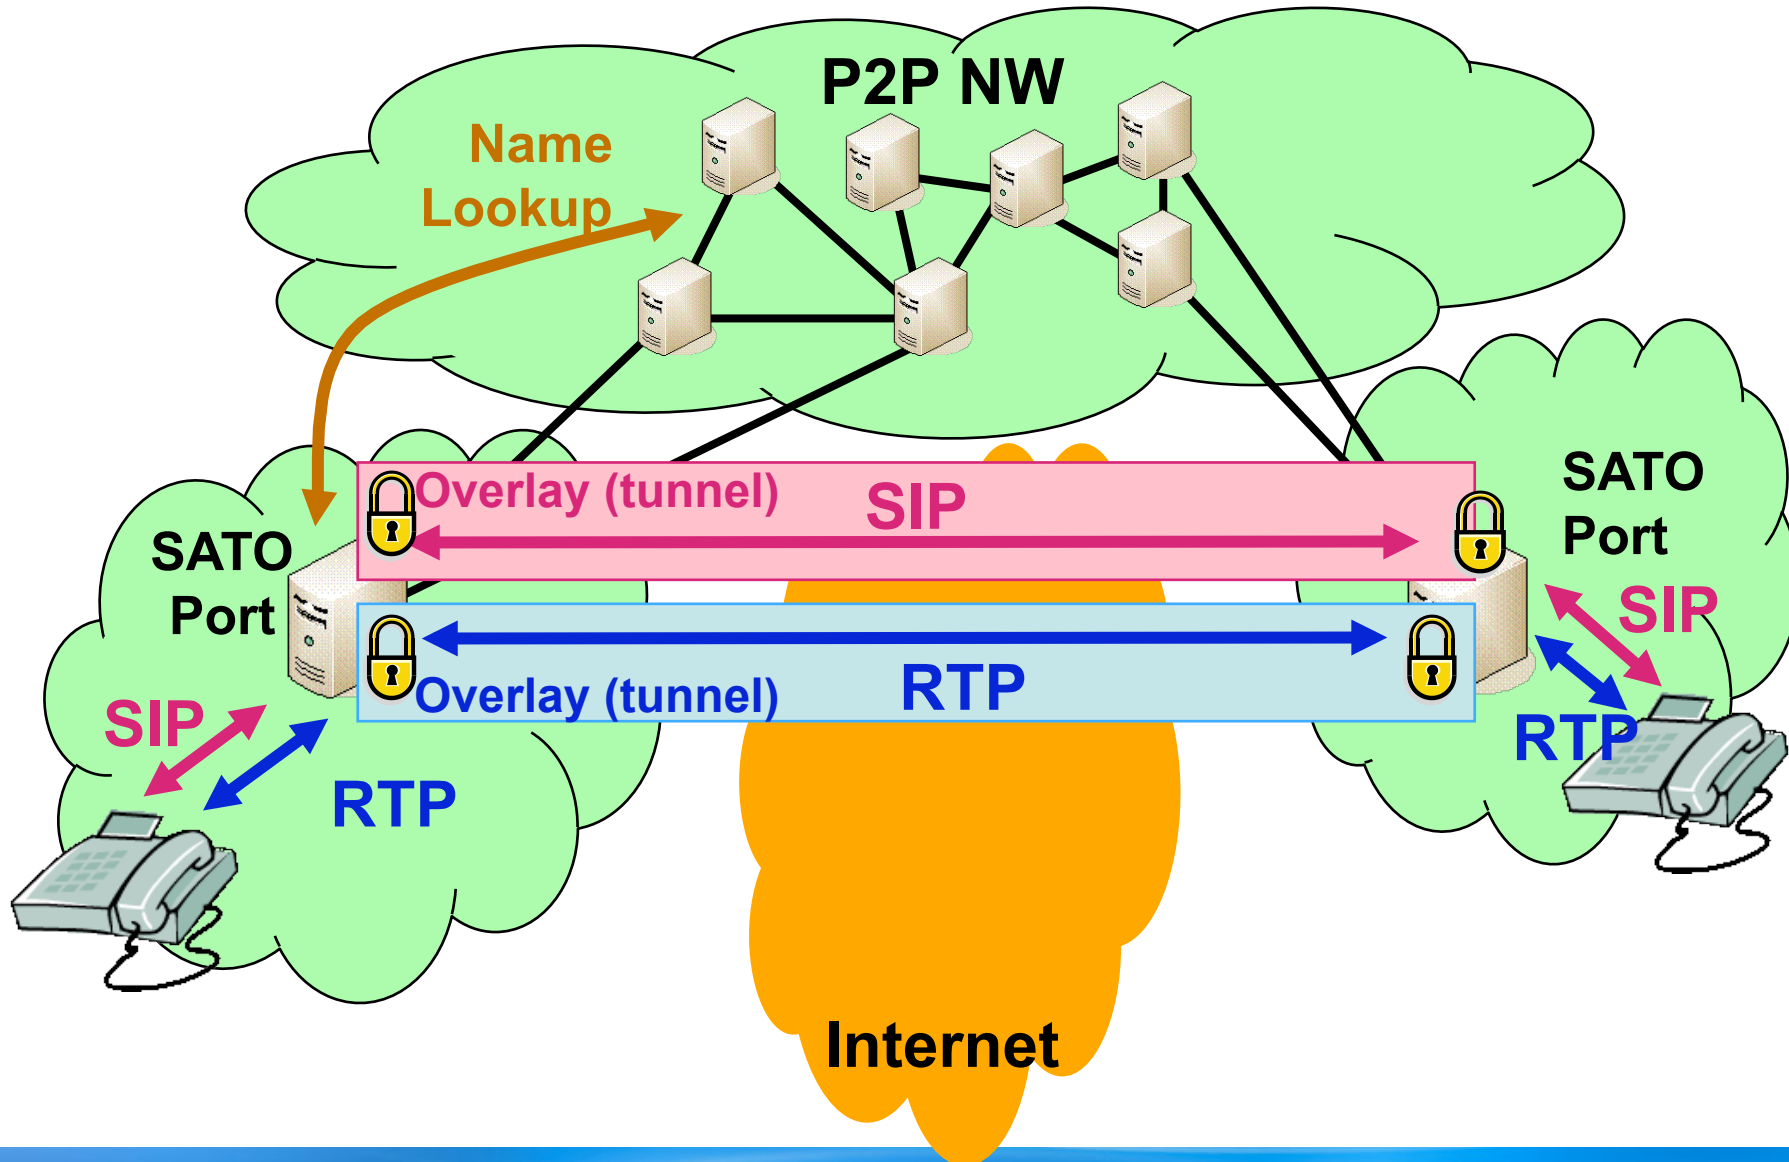 P2P NW
Name
Lookup
Overlay (tunnel)
SIP
SATO
Port
SATO
Port
SIP
RTP
Overlay (tunnel)
SIP
RTP
RTP
Internet